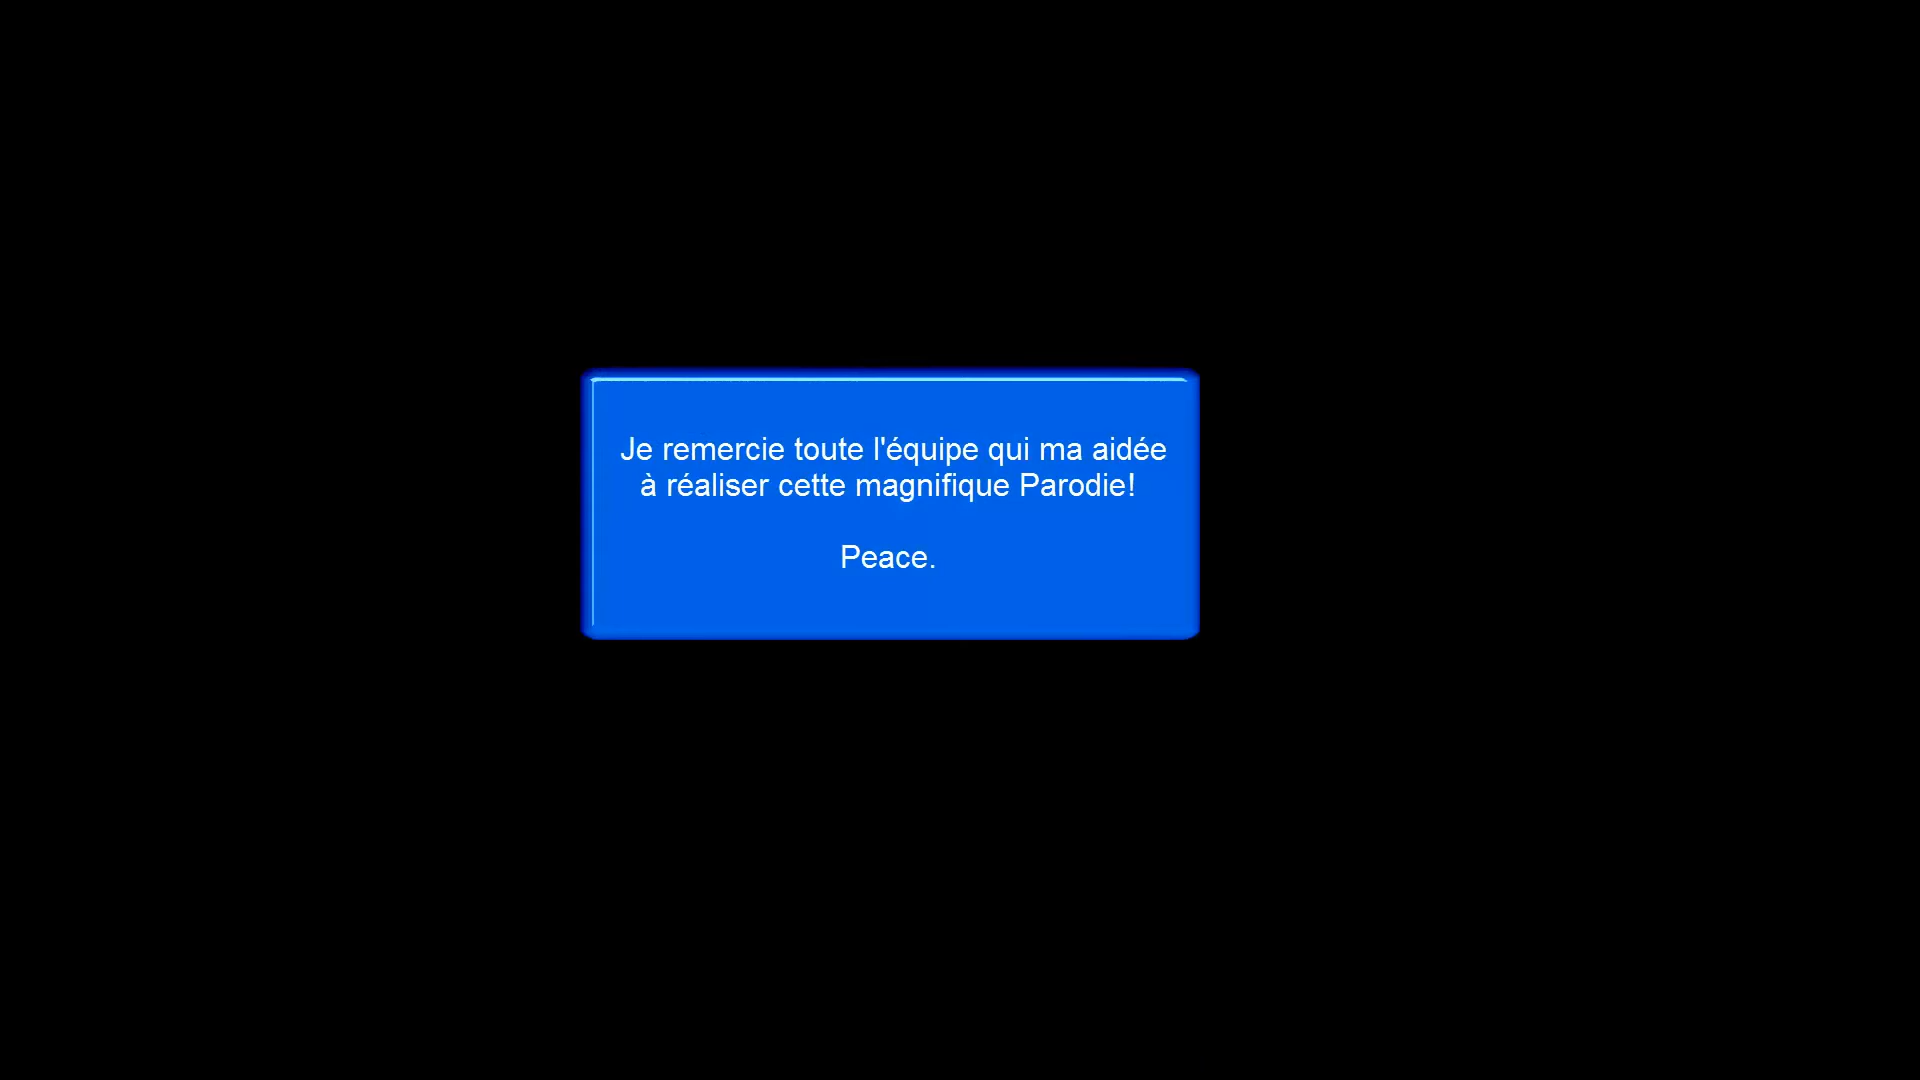 Je remercie toute l'équipe qui ma aidée
à réaliser cette magnifique Parodie!
Peace.